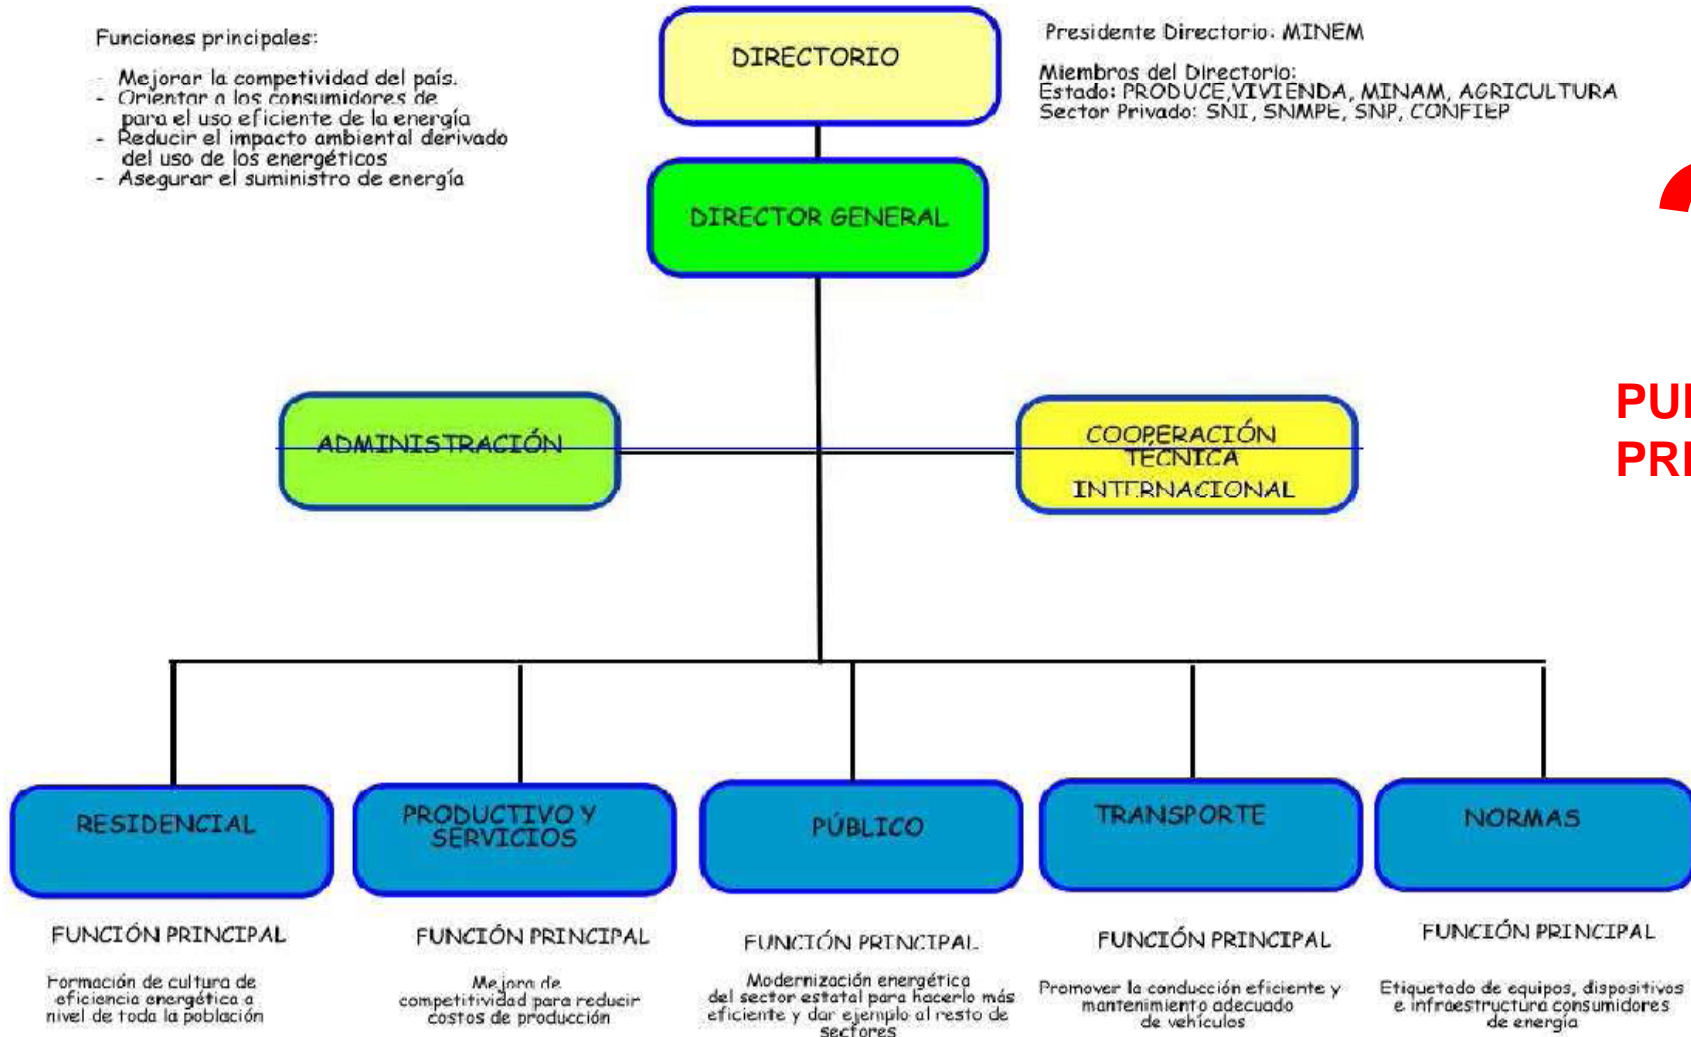 Funciones principales:
- Mejorar la competividad del país.
- Orientar a los consumidores de
para el uso eficiente de la energía
- Reducir el impacto ambiental derivado
del uso de los energéticos
- Asegurar el suministro de energía
DIRECTORIO
Presidente Directorio: MINEM
Miembros del Directorio:
Estado: PRODUCE,VIVIENDA, MINAM, AGRICULTURA
Sector Privado: SNI, SNMPE, SNP, CONFIEP
DIRECTOR GENERAL
ADMINISTRACIÓN
COOPERACIÓN
TÉCNICA
INTERNACIONAL
RESIDENCIAL
PRODUCTIVO Y
SERVICIOS
PÚBLICO
TRANSPORTE
NORMAS
FUNCIÓN PRINCIPAL
Formación de cultura de
eficiencia energética a
nivel de toda la población
FUNCIÓN PRINCIPAL
Mejora de
competitividad para reducir
costos de producción
FUNCIÓN PRINCIPAL
Modernización energética
del sector estatal para hacerlo más
eficiente y dar ejemplo al resto de
sectores
FUNCIÓN PRINCIPAL
Promover la conducción eficiente y
mantenimiento adecuado
de vehículos
FUNCIÓN PRINCIPAL
Etiquetado de equipos, dispositivos
e infraestructura consumidores
de energía